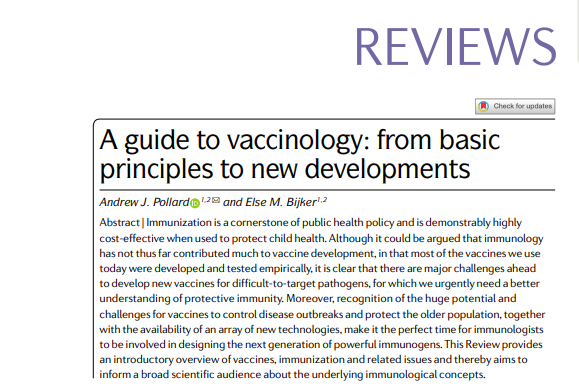 REVIEWS
Check for updates
A guide to vaccinology: from basic
principles to new developments
Andrew J. Pollard 1,2 and Else M. Bijker1,2
Abstract | Immunization is a cornerstone of public health policy and is demonstrably highly
cost-effective when used to protect child health. Although it could be argued that immunology
has not thus far contributed much to vaccine development, in that most of the vaccines we use
today were developed and tested empirically, it is clear that there are major challenges ahead
to develop new vaccines for difficult-to-target pathogens, for which we urgently need a better
understanding of protective immunity. Moreover, recognition of the huge potential and
challenges for vaccines to control disease outbreaks and protect the older population, together
with the availability of an array of new technologies, make it the perfect time for immunologists
to be involved in designing the next generation of powerful immunogens. This Review provides
an introductory overview of vaccines, immunization and related issues and thereby aims to
inform a broad scientific audience about the underlying immunological concepts.